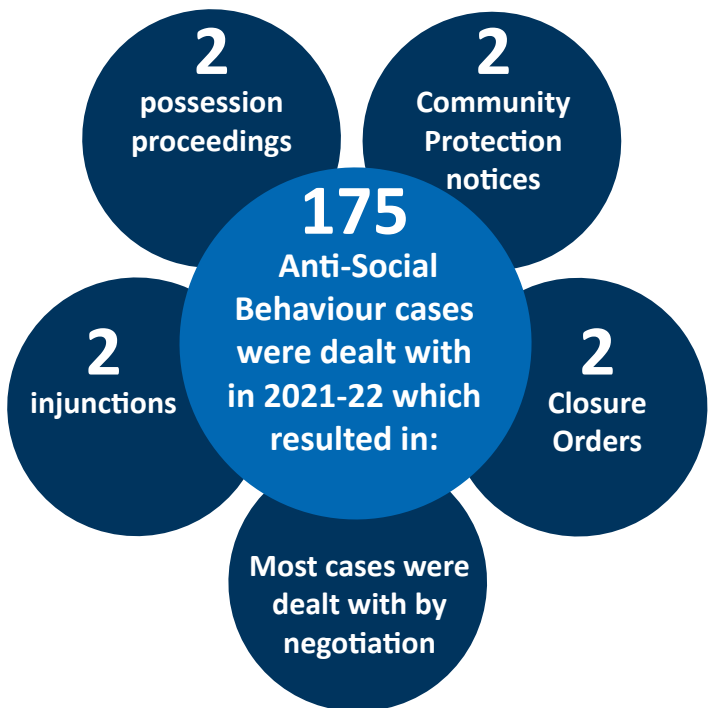 2
possession
proceedings
2
Community
Protection
notices
175
Anti-Social
Behaviour cases
were dealt with
in 2021-22 which
resulted in:
2
injunctions
2
Closure
Orders
Most cases were
dealt with by
negotiation